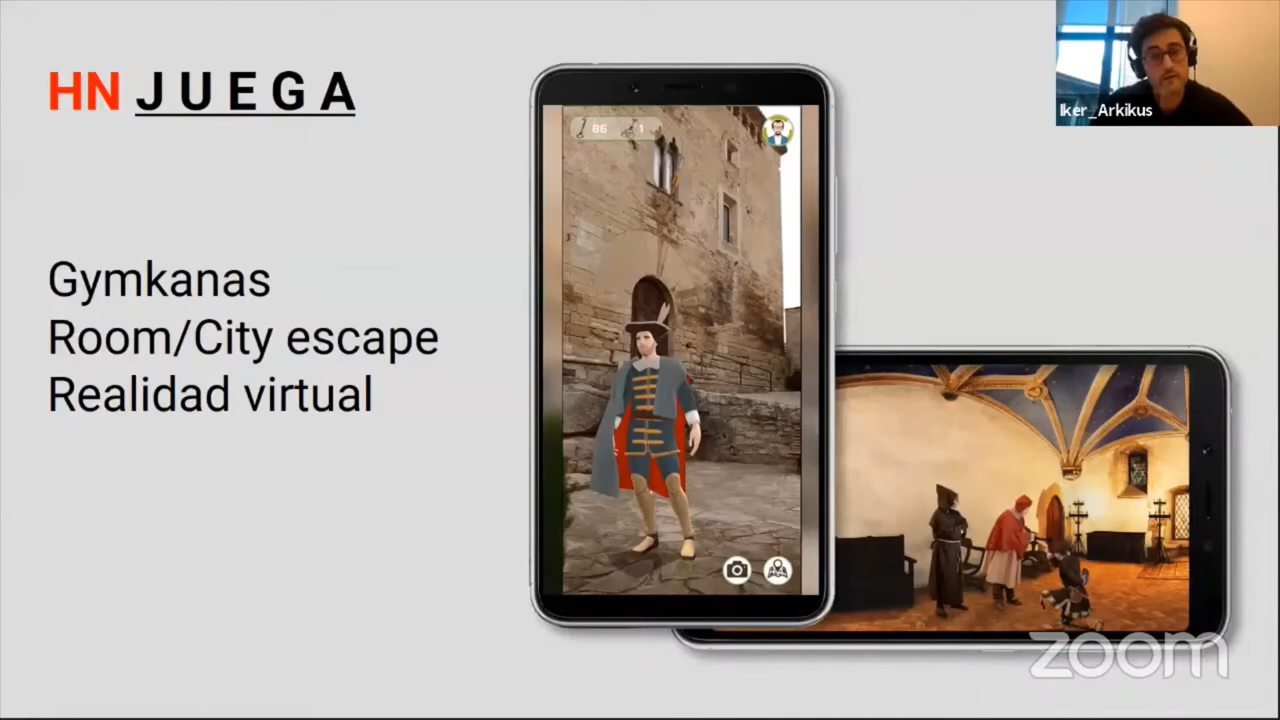 HN JUEGA
Iker_Arkikus
86 1
Gymkanas
Room/City escape
Realidad virtual
zoom